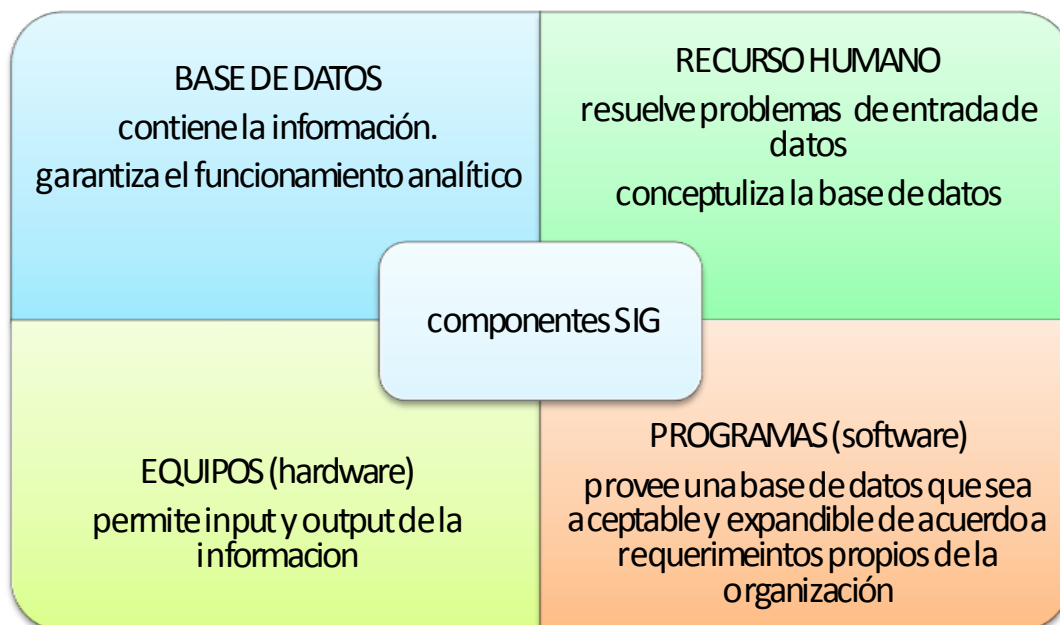 BASE DE DATOS
contiene la información.
garantiza el funcionamiento analítico
RECURSO HUMANO
resuelve problemas de entrada de
datos
conceptuliza la base de datos
componentes SIG
EQUIPOS (hardware)
permite input y output de la
informacion
PROGRAMAS (software)
provee una base de datos que sea
aceptable y expandible de acuerdo a
requerimeintos propios de la
organización